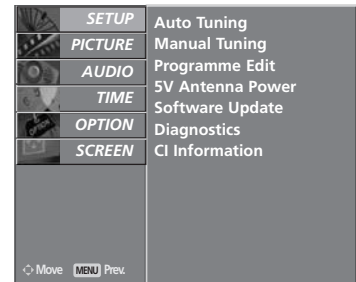 SETUP
PICTURE
AUDIO
TIME
OPTION
SCREEN
Auto Tuning
Manual Tuning
Programme Edit
5V Antenna Power
Software Update
Diagnostics
CI Information
Move MENU Prev.